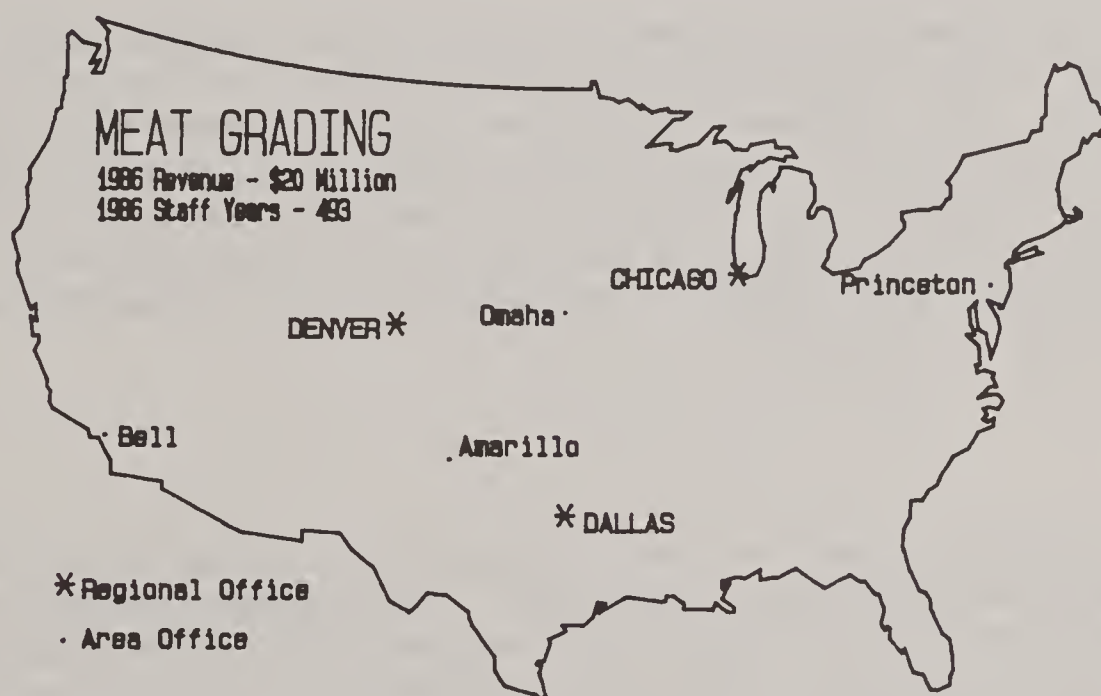 MEAT GRADING
1986 Revenue - $20 Million
1986 Staff Years - 493
CHICAGO
Princeton
DENVER
Omaha
Bell
Amarillo
DALLAS
Regional Office
Area Office